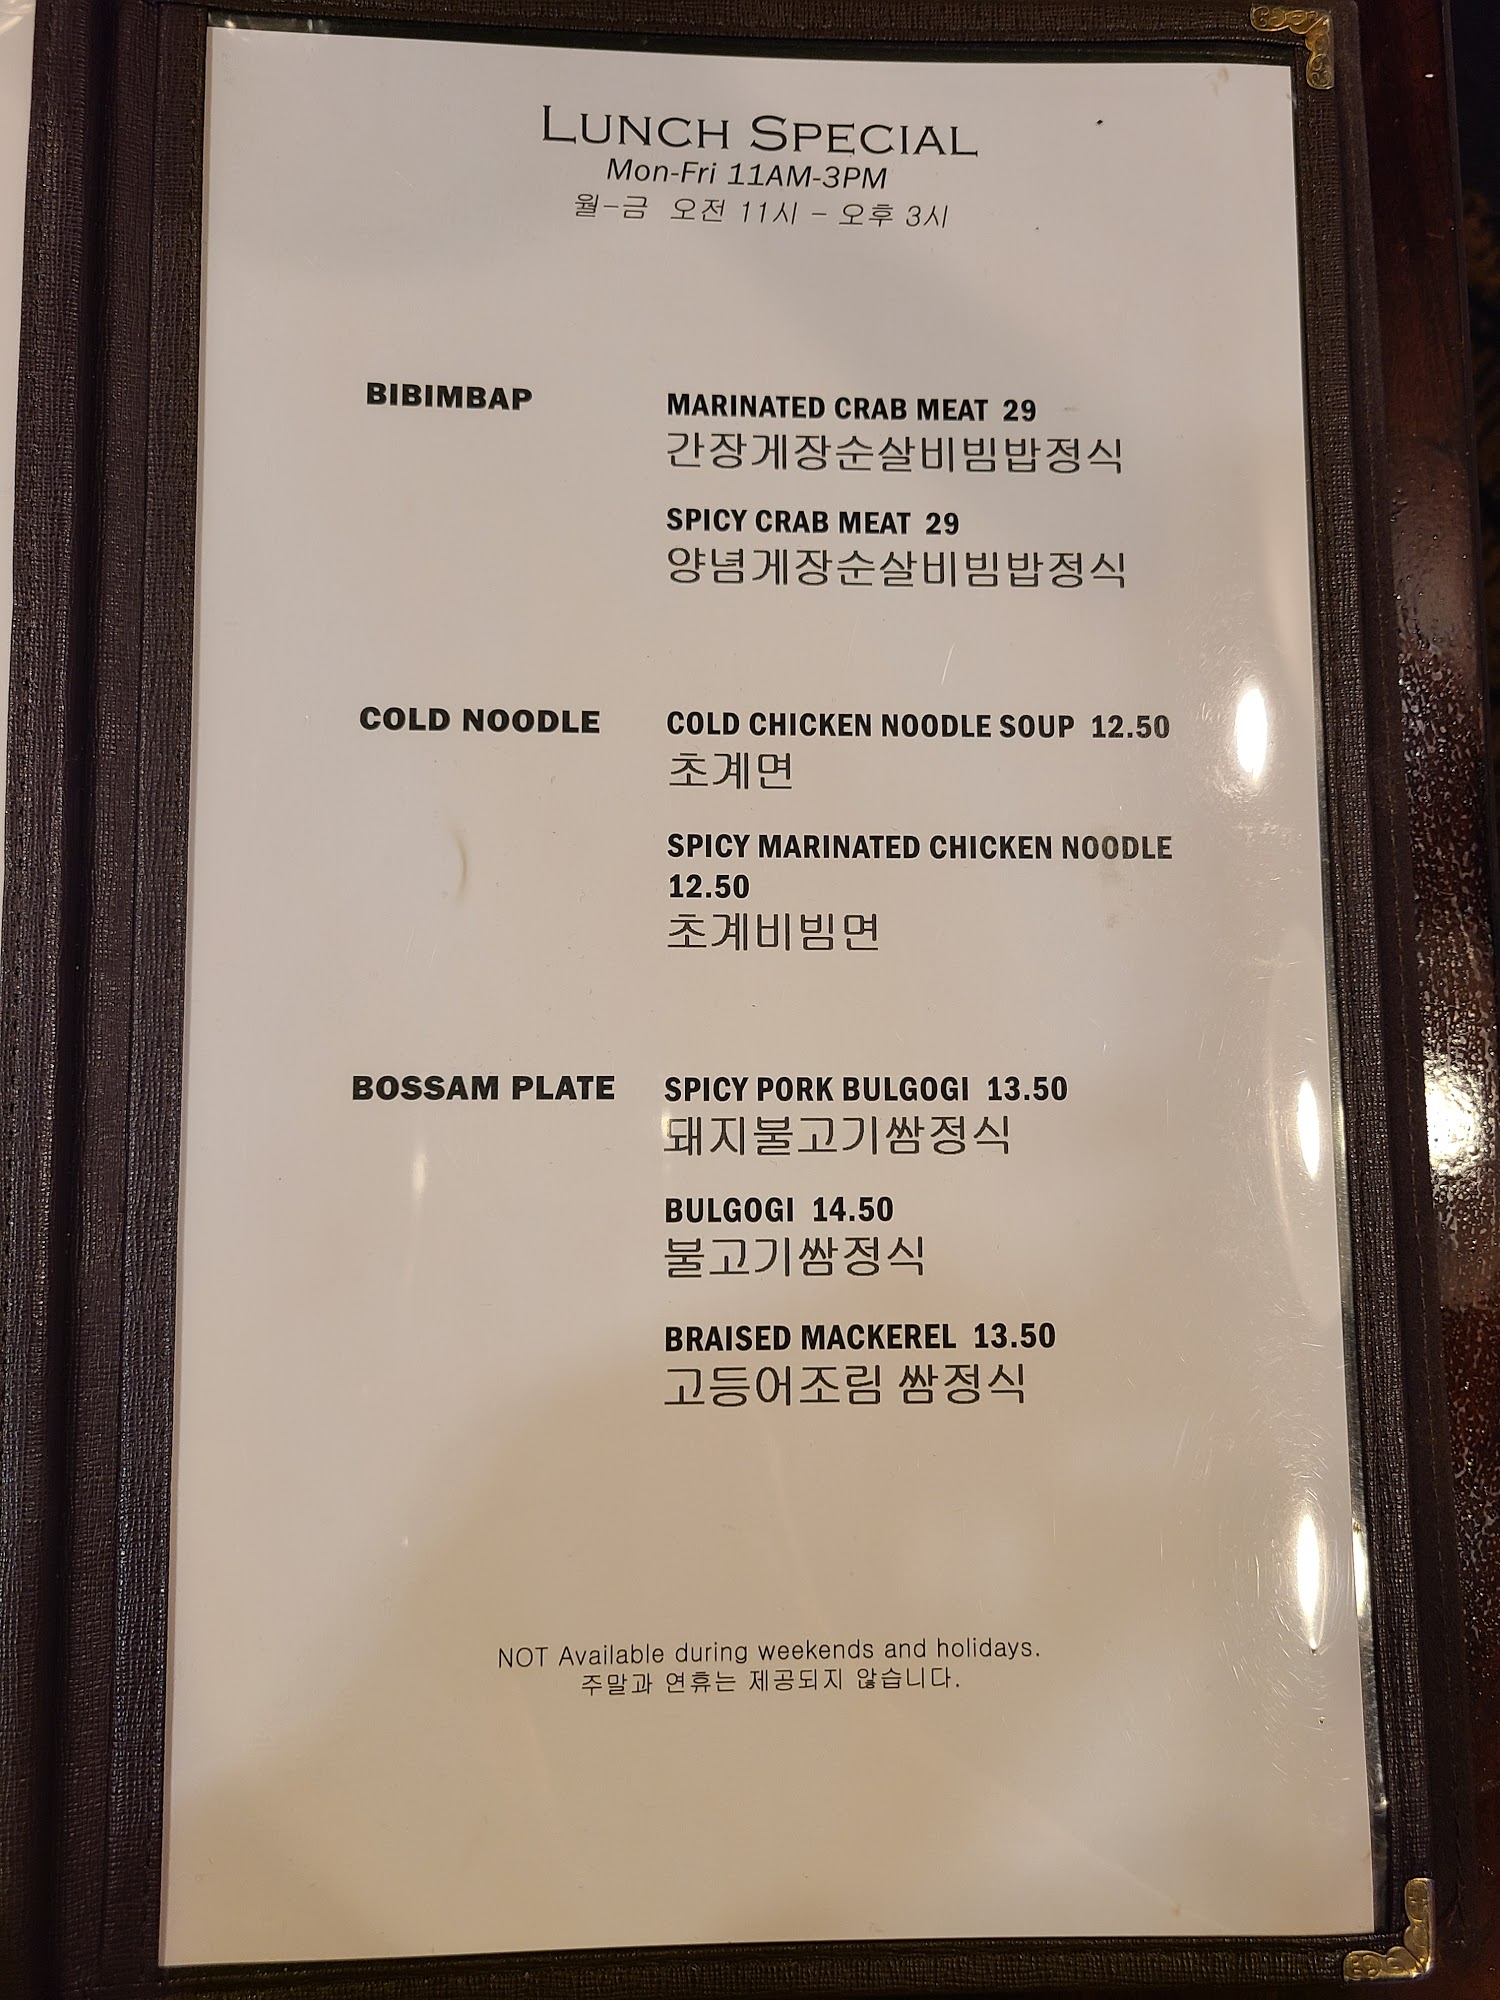 LUNCH SPECIAL
Mon-Fri 11AM-3PM
월-금 오전 11시 - 오후 3시
BIBIMBAP
MARINATED CRAB MEAT 29
간장게장순살비빔밥정식
SPICY CRAB MEAT 29
양념게장순살비빔밥정식
COLD NOODLE
COLD CHICKEN NOODLE SOUP 12.50
초계면
SPICY MARINATED CHICKEN NOODLE
12.50
초계비빔면
BOSSAM PLATE
SPICY PORK BULGOGI 13.50
돼지불고기쌈정식
BULGOGI 14.50
불고기쌈정식
BRAISED MACKEREL 13.50
고등어조림 쌈정식
NOT Available during weekends and holidays.
주말과 연휴는 제공되지 않습니다.